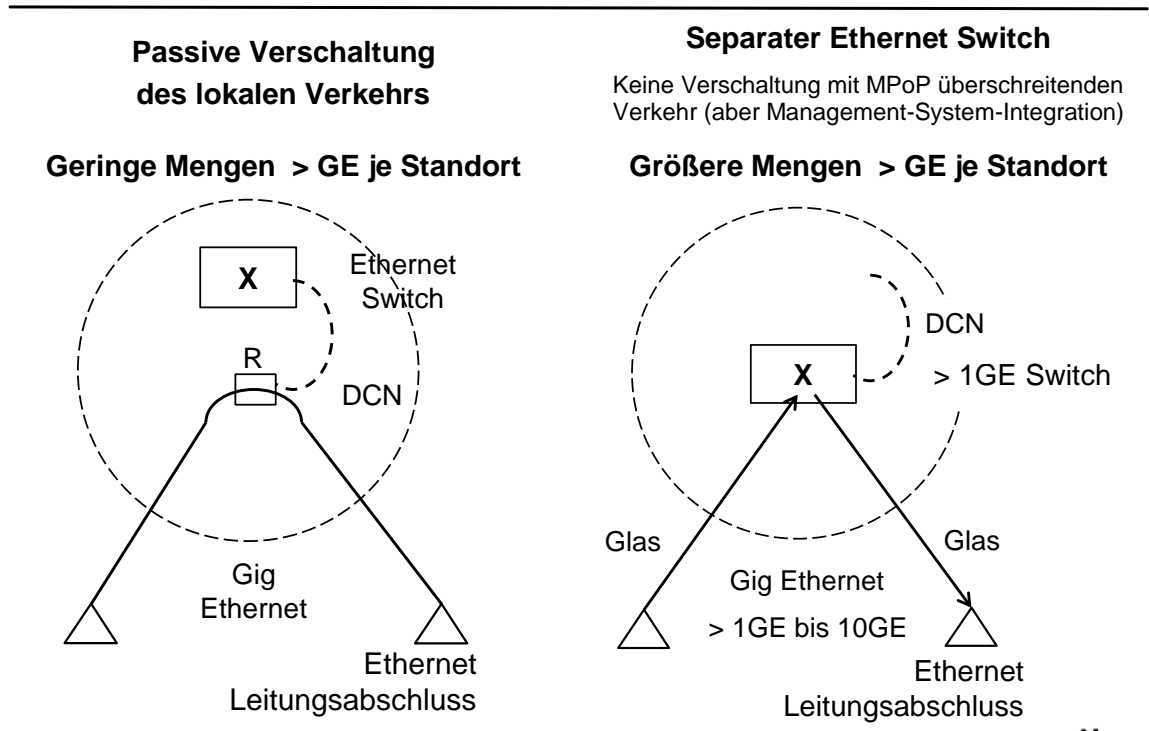 Passive Verschaltung
des lokalen Verkehrs
Geringe Mengen > GE je Standort
X
Ethernet
Switch
R
DCN
Gig
Ethernet
Ethernet
Leitungsabschluss
Separater Ethernet Switch
Keine Verschaltung mit MPoP überschreitenden
Verkehr (aber Management-System-Integration)
Größere Mengen > GE je Standort
DCN
X
> 1GE Switch
Glas
Glas
Gig Ethernet
> 1GE bis 10GE
Ethernet
Leitungsabschluss